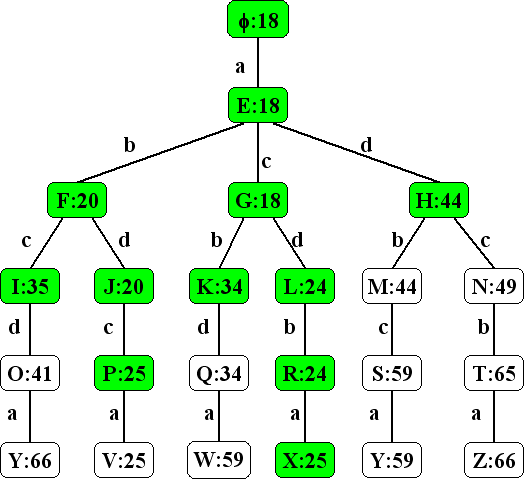 ϕ:18
a
E:18
b c d
F:20 G:18 H:44
c d b d b c
I:35 J:20 K:34 L:24 M:44 N:49
d c d b c b
O:41 P:25 Q:34 R:24 S:59 T:65
a a a a a a
Y:66 V:25 W:59 X:25 Y:59 Z:66